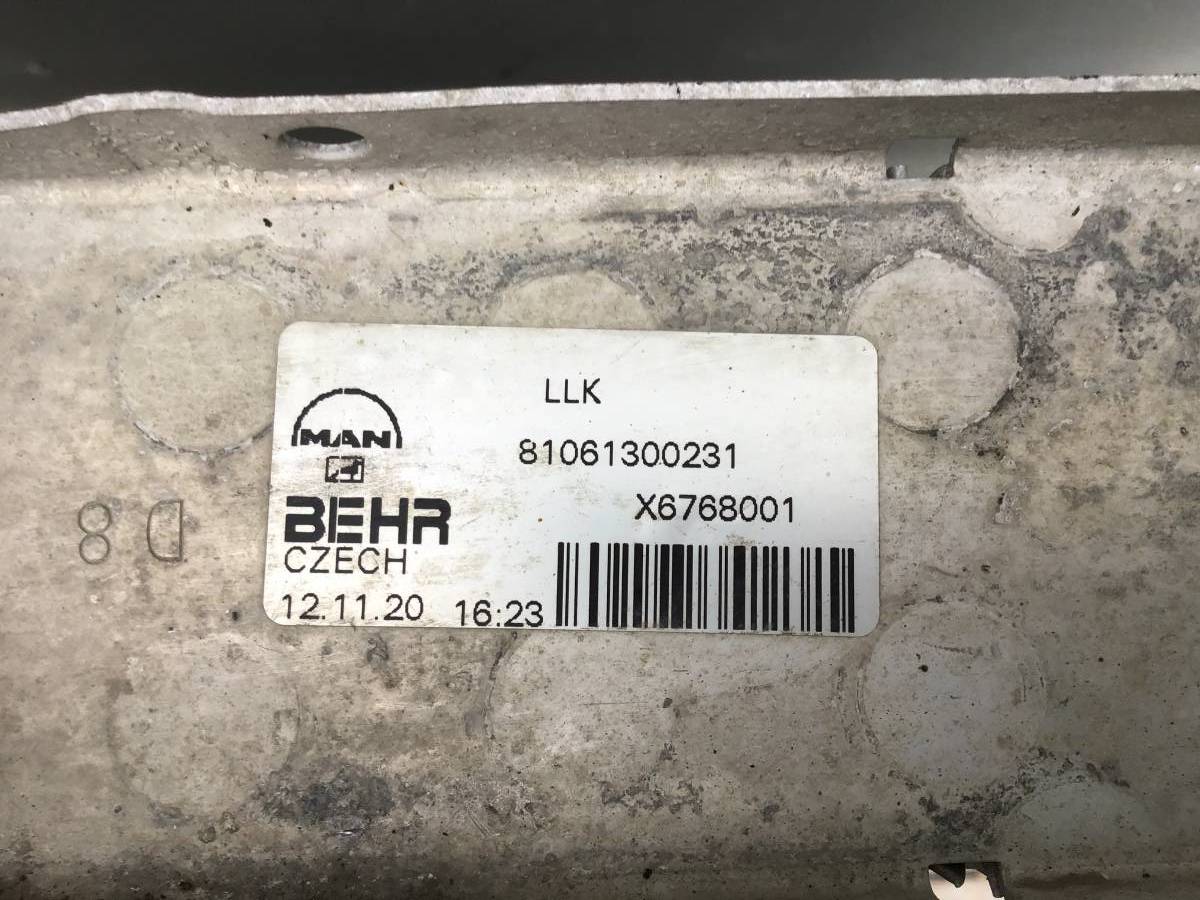 LLK
MAN
81061300231
X6768001
BEHR
CZECH
12.11.20 16:23
D 8